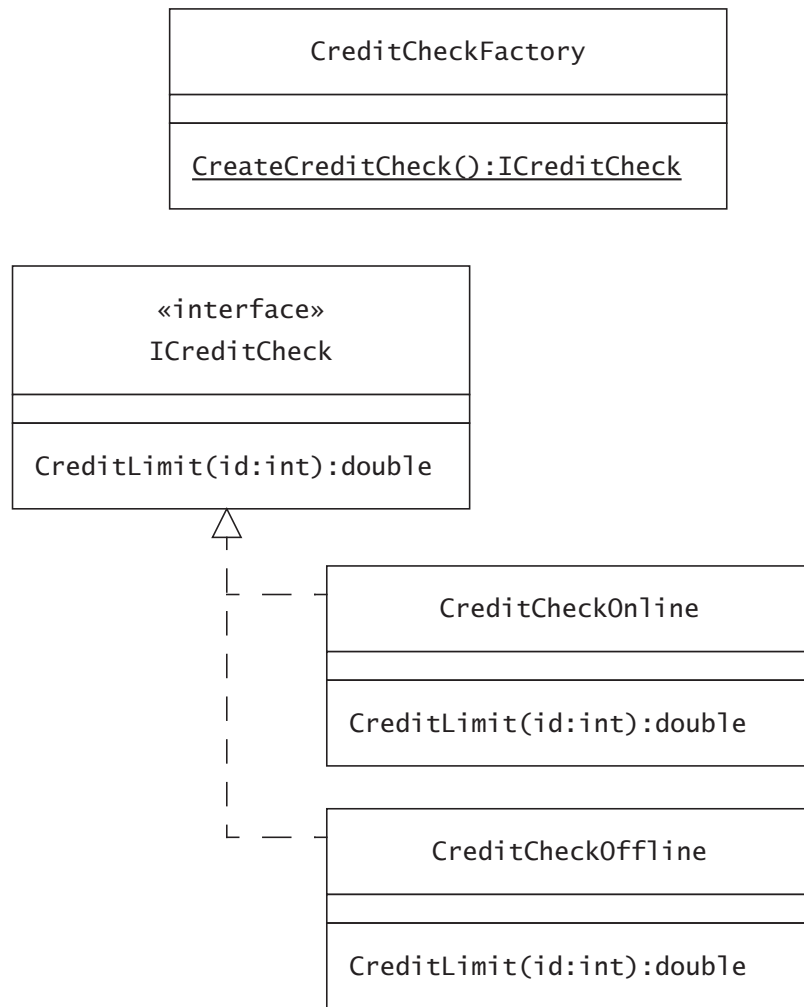 CreditCheckFactory
CreateCreditCheck():ICreditCheck
«interface»
ICreditCheck
CreditLimit(id:int):double
CreditCheckOnline
CreditLimit(id:int):double
CreditCheckOffline
CreditLimit(id:int):double